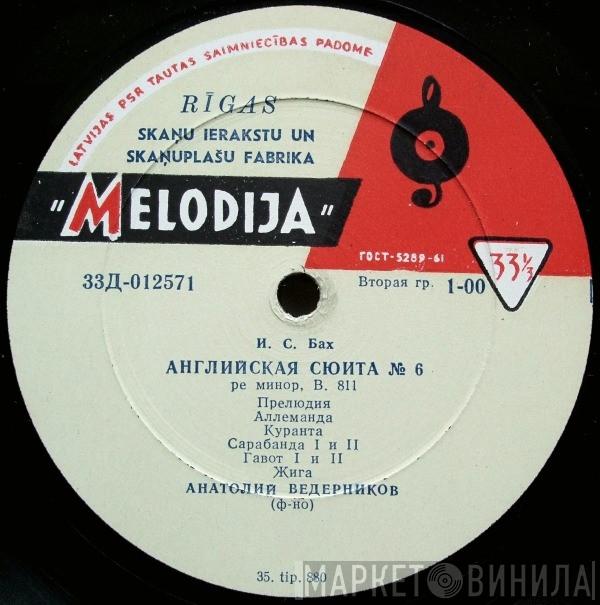 LATVIJAS PSR TAUTAS SAIMNIECĪBAS PADOME
RĪGAS
SKAŅU IERAKSTU UN
SKAŅUPLAŠU FABRIKA
"MELODIJA"
ГОСТ-5289-61
33⅓
33Д-012571
Вторая гр. 1-00
И. С. Бах
АНГЛИЙСКАЯ СЮИТА № 6
ре минор, В. 811
Прелюдия
Аллеманда
Куранта
Сарабанда I и II
Гавот I и II
Жига
АНАТОЛИЙ ВЕДЕРНИКОВ
(ф-но)
35. tip. 880
МАРКЕТ ВИНИЛА